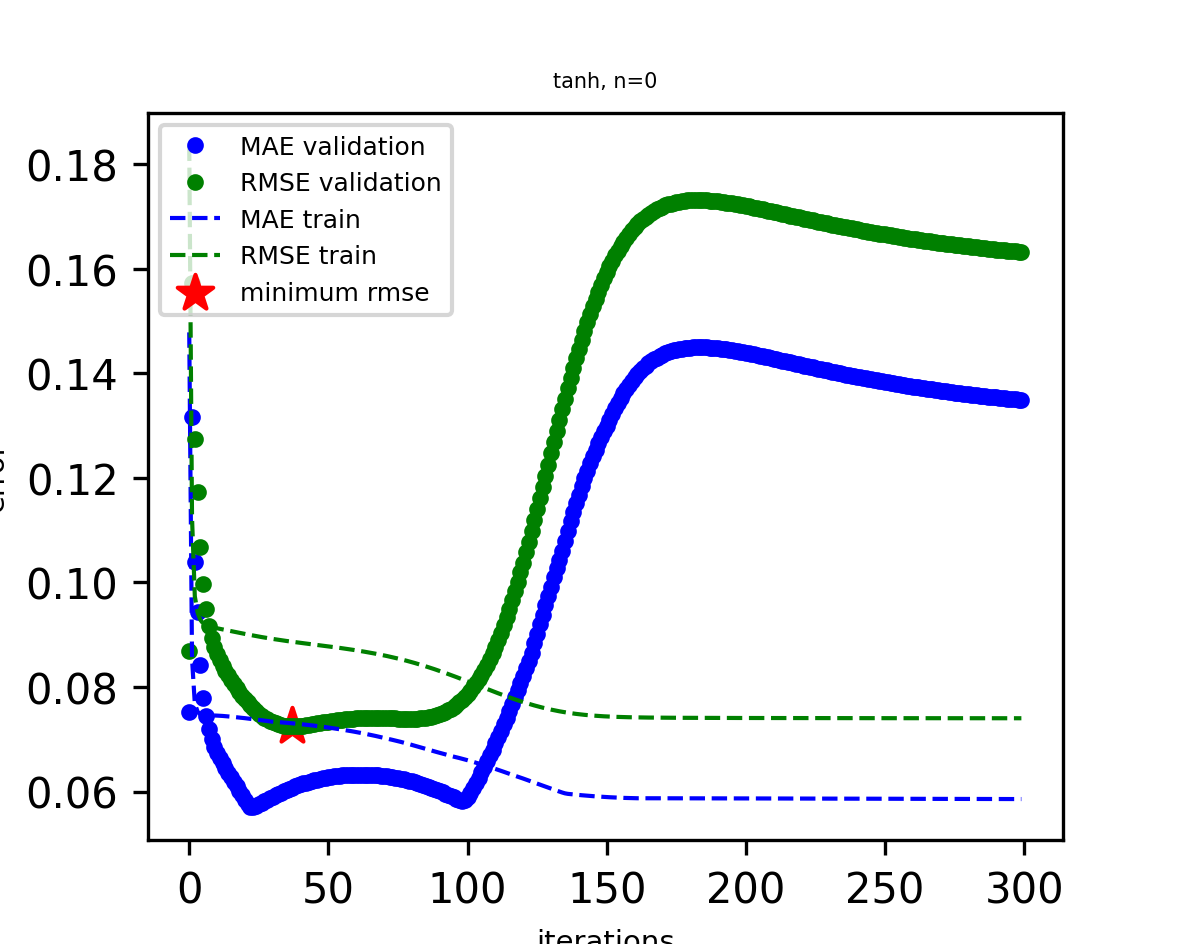 tanh, n=0
MAE validation
RMSE validation
MAE train
RMSE train
minimum rmse
0.18
0.16
0.14
0.12
0.10
0.08
0.06
0 50 100 150 200 250 300
iterations